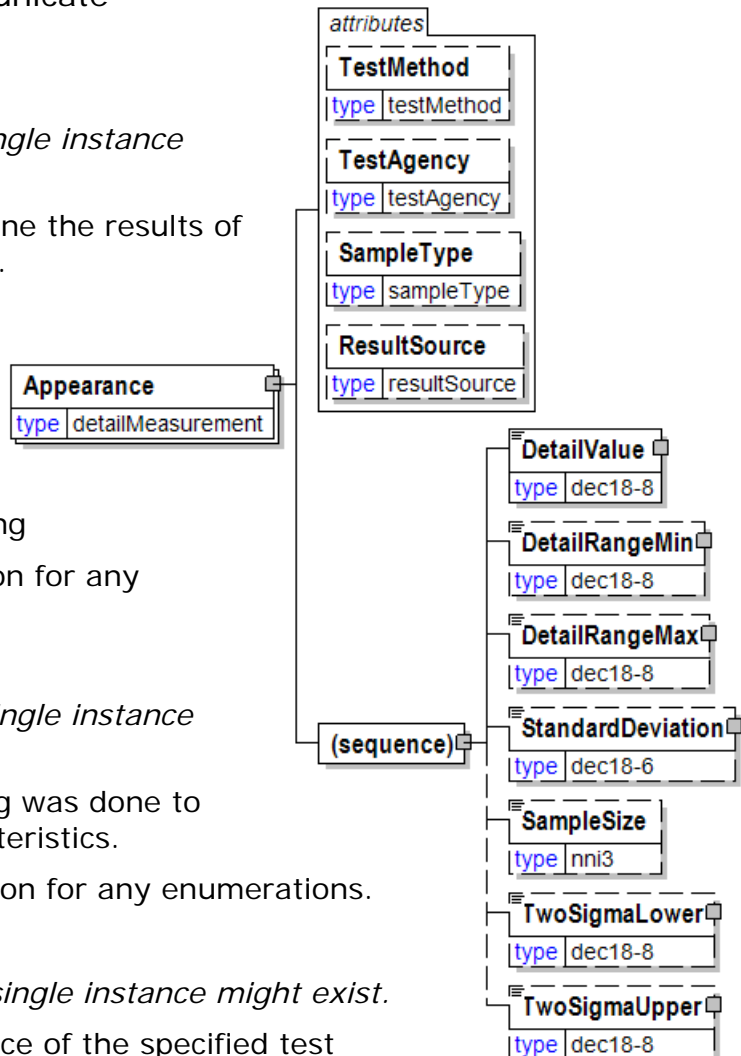 attributes
TestMethod
type testMethod
ngle instance
TestAgency
type testAgency
ne the results of
.
SampleType
type sampleType
ResultSource
type resultSource
Appearance
type detailMeasurement
DetailValue
type dec18-8
ng
on for any
DetailRangeMin
type dec18-8
DetailRangeMax
type dec18-8
ingle instance
(sequence)
StandardDeviation
type dec18-6
g was done to
teristics.
SampleSize
type nni3
on for any enumerations.
TwoSigmaLower
type dec18-8
single instance might exist.
TwoSigmaUpper
type dec18-8
ce of the specified test